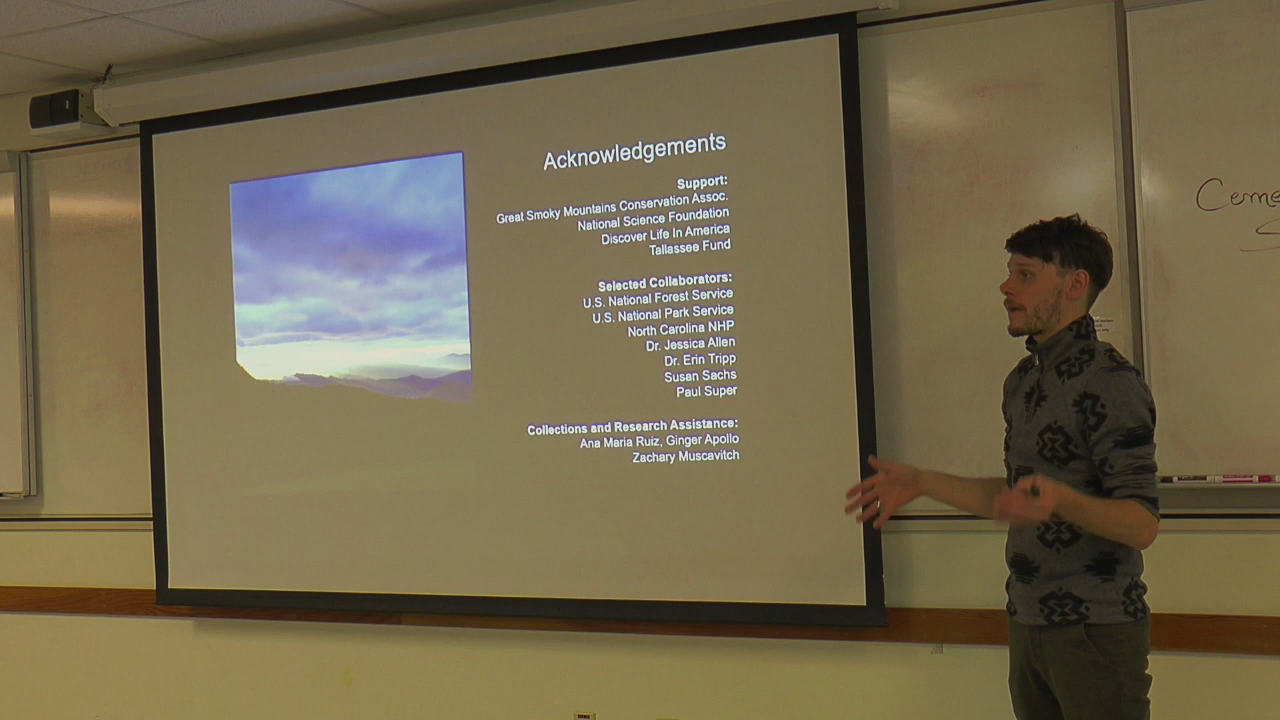 Acknowledgements
Support:
Great Smoky Mountains Conservation Assoc.
National Science Foundation
Discover Life In America
Tallassee Fund
Selected Collaborators:
U.S. National Forest Service
U.S. National Park Service
North Carolina NHP
Dr. Jessica Allen
Dr. Erin Tripp
Susan Sachs
Paul Super
Collections and Research Assistance:
Ana Maria Ruiz, Ginger Apollo
Zachary Muscavitch